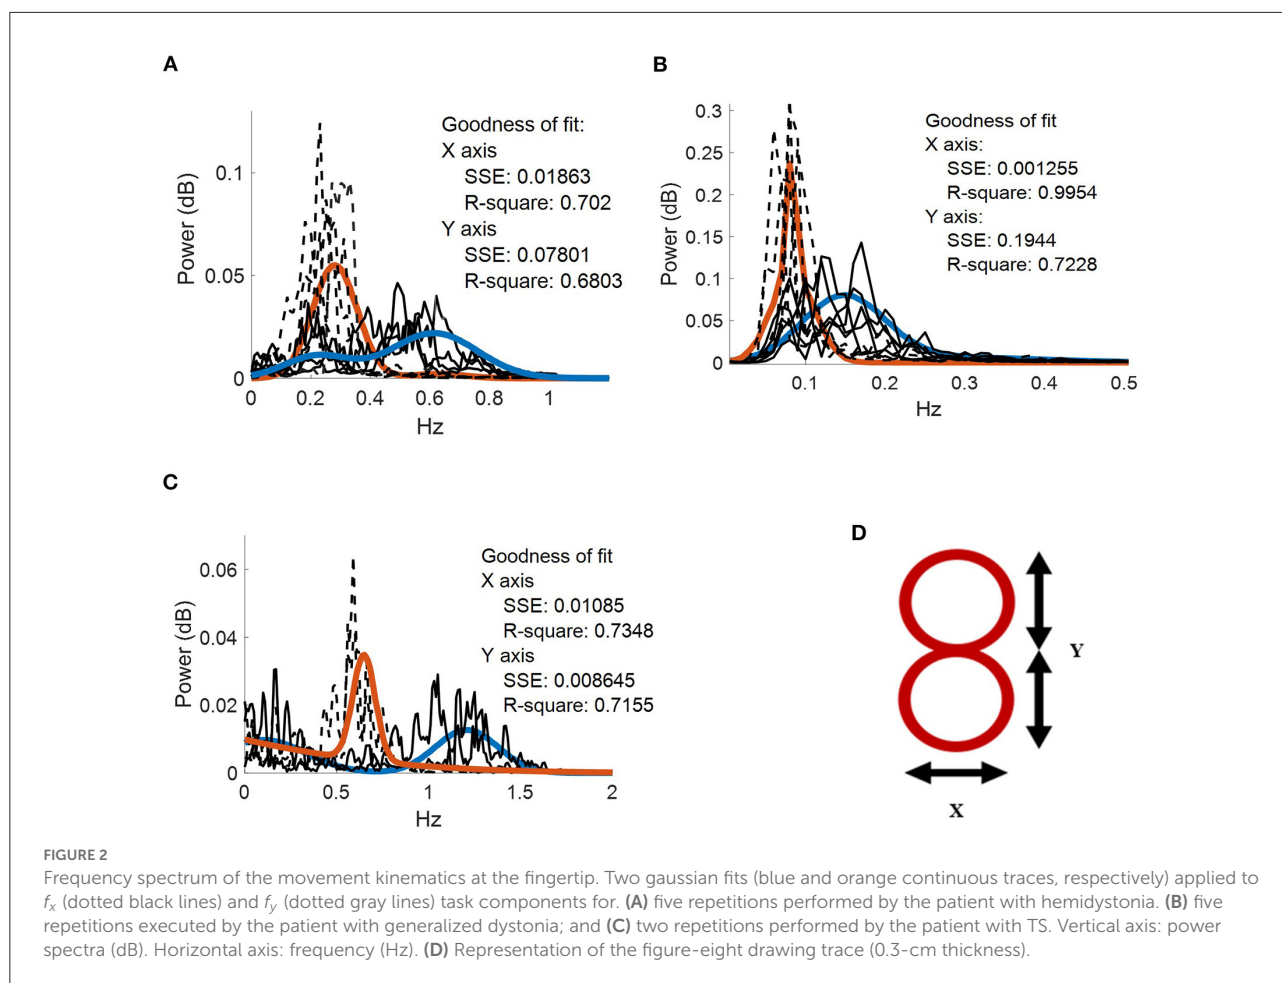 A
Goodness of fit:
X axis
SSE: 0.01863
R-square: 0.702
Y axis
SSE: 0.07801
R-square: 0.6803
Power (dB)
0.1
0.05
0
0 0.2 0.4 0.6 0.8 1
Hz
B
Goodness of fit
X axis:
SSE: 0.001255
R-square: 0.9954
Y axis:
SSE: 0.1944
R-square: 0.7228
Power (dB)
0.3
0.25
0.2
0.15
0.1
0.05
0
0.1 0.2 0.3 0.4 0.5
Hz
C
Goodness of fit
X axis
SSE: 0.01085
R-square: 0.7348
Y axis
SSE: 0.008645
R-square: 0.7155
Power (dB)
0.06
0.04
0.02
0
0 0.5 1 1.5 2
Hz
D
Y
X
FIGURE 2
Frequency spectrum of the movement kinematics at the fingertip. Two gaussian fits (blue and orange continuous traces, respectively) applied to
fx (dotted black lines) and fy (dotted gray lines) task components for. (A) five repetitions performed by the patient with hemidystonia. (B) five
repetitions executed by the patient with generalized dystonia; and (C) two repetitions performed by the patient with TS. Vertical axis: power
spectra (dB). Horizontal axis: frequency (Hz). (D) Representation of the figure-eight drawing trace (0.3-cm thickness).